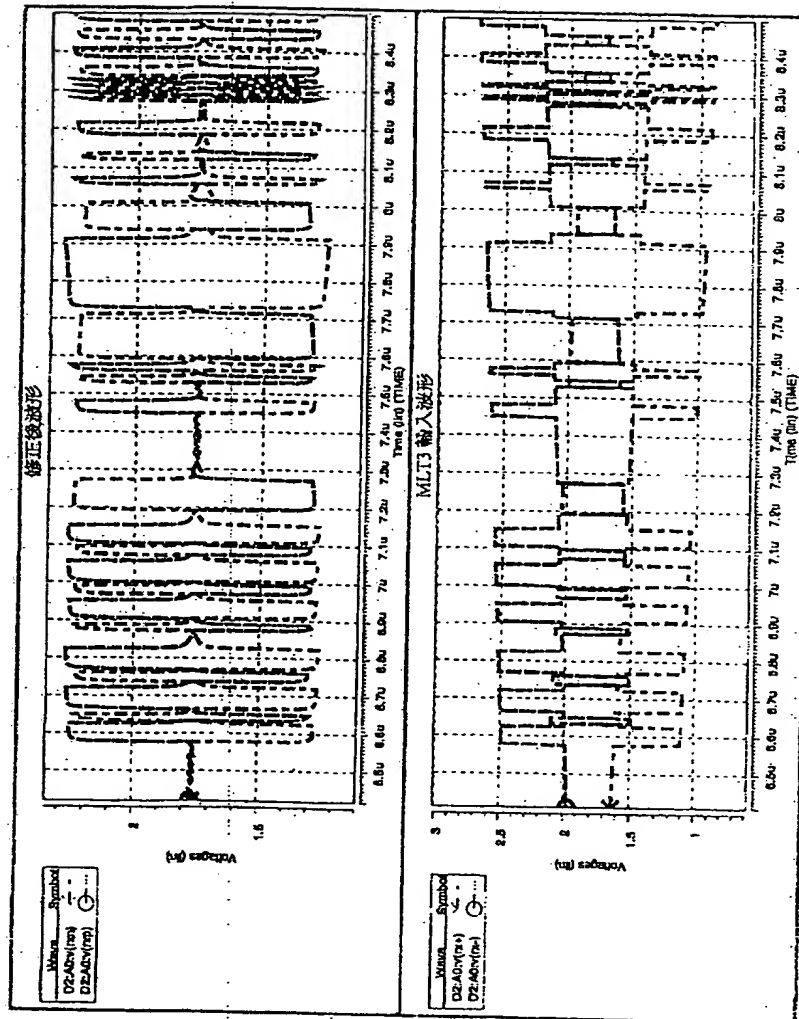 修正後波形
Wave Symbol
D2:A0:v(rxn)
D2:A0:v(rxp)
Voltages (lin)
2
1.5
6.5u 6.6u 6.7u 6.8u 6.9u 7u 7.1u 7.2u 7.3u 7.4u 7.5u 7.6u 7.7u 7.8u 7.9u 8u 8.1u 8.2u 8.3u 8.4u
Time (lin) (TIME)
MLT3 輸入波形
Wave Symbol
D2:A0:v(rx+)
D2:A0:v(rx-)
Voltages (lin)
3
2.5
2
1.5
1
6.5u 6.6u 6.7u 6.8u 6.9u 7u 7.1u 7.2u 7.3u 7.4u 7.5u 7.6u 7.7u 7.8u 7.9u 8u 8.1u 8.2u 8.3u 8.4u
Time (lin) (TIME)